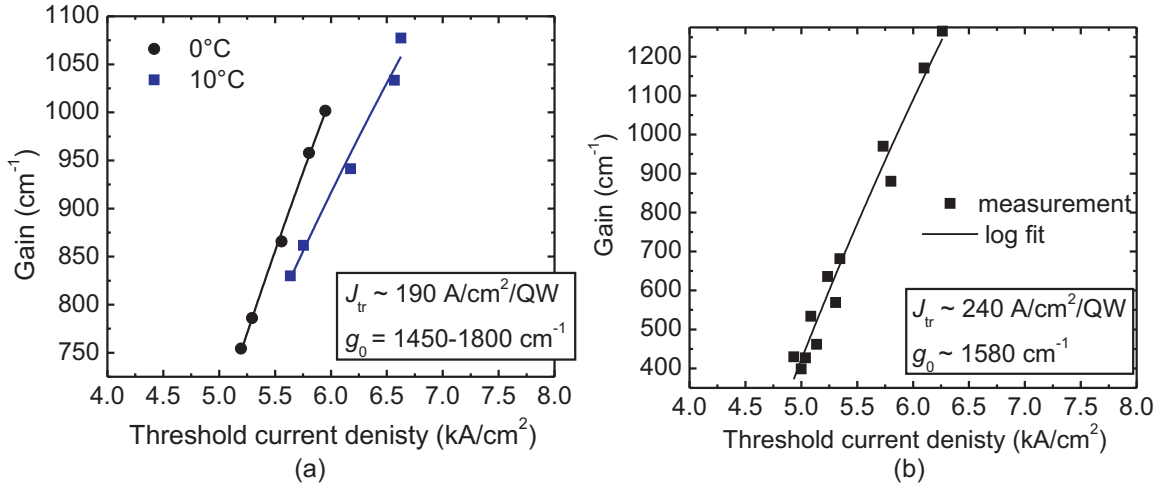 1100
1050
1000
950
900
850
800
750
Gain (cm⁻¹)
0°C
10°C
J_tr ~ 190 A/cm²/QW
g₀ = 1450-1800 cm⁻¹
4.0 4.5 5.0 5.5 6.0 6.5 7.0 7.5 8.0
Threshold current denisty (kA/cm²)
(a)
1200
1100
1000
900
800
700
600
500
400
Gain (cm⁻¹)
measurement
log fit
J_tr ~ 240 A/cm²/QW
g₀ ~ 1580 cm⁻¹
4.0 4.5 5.0 5.5 6.0 6.5 7.0 7.5 8.0
Threshold current denisty (kA/cm²)
(b)